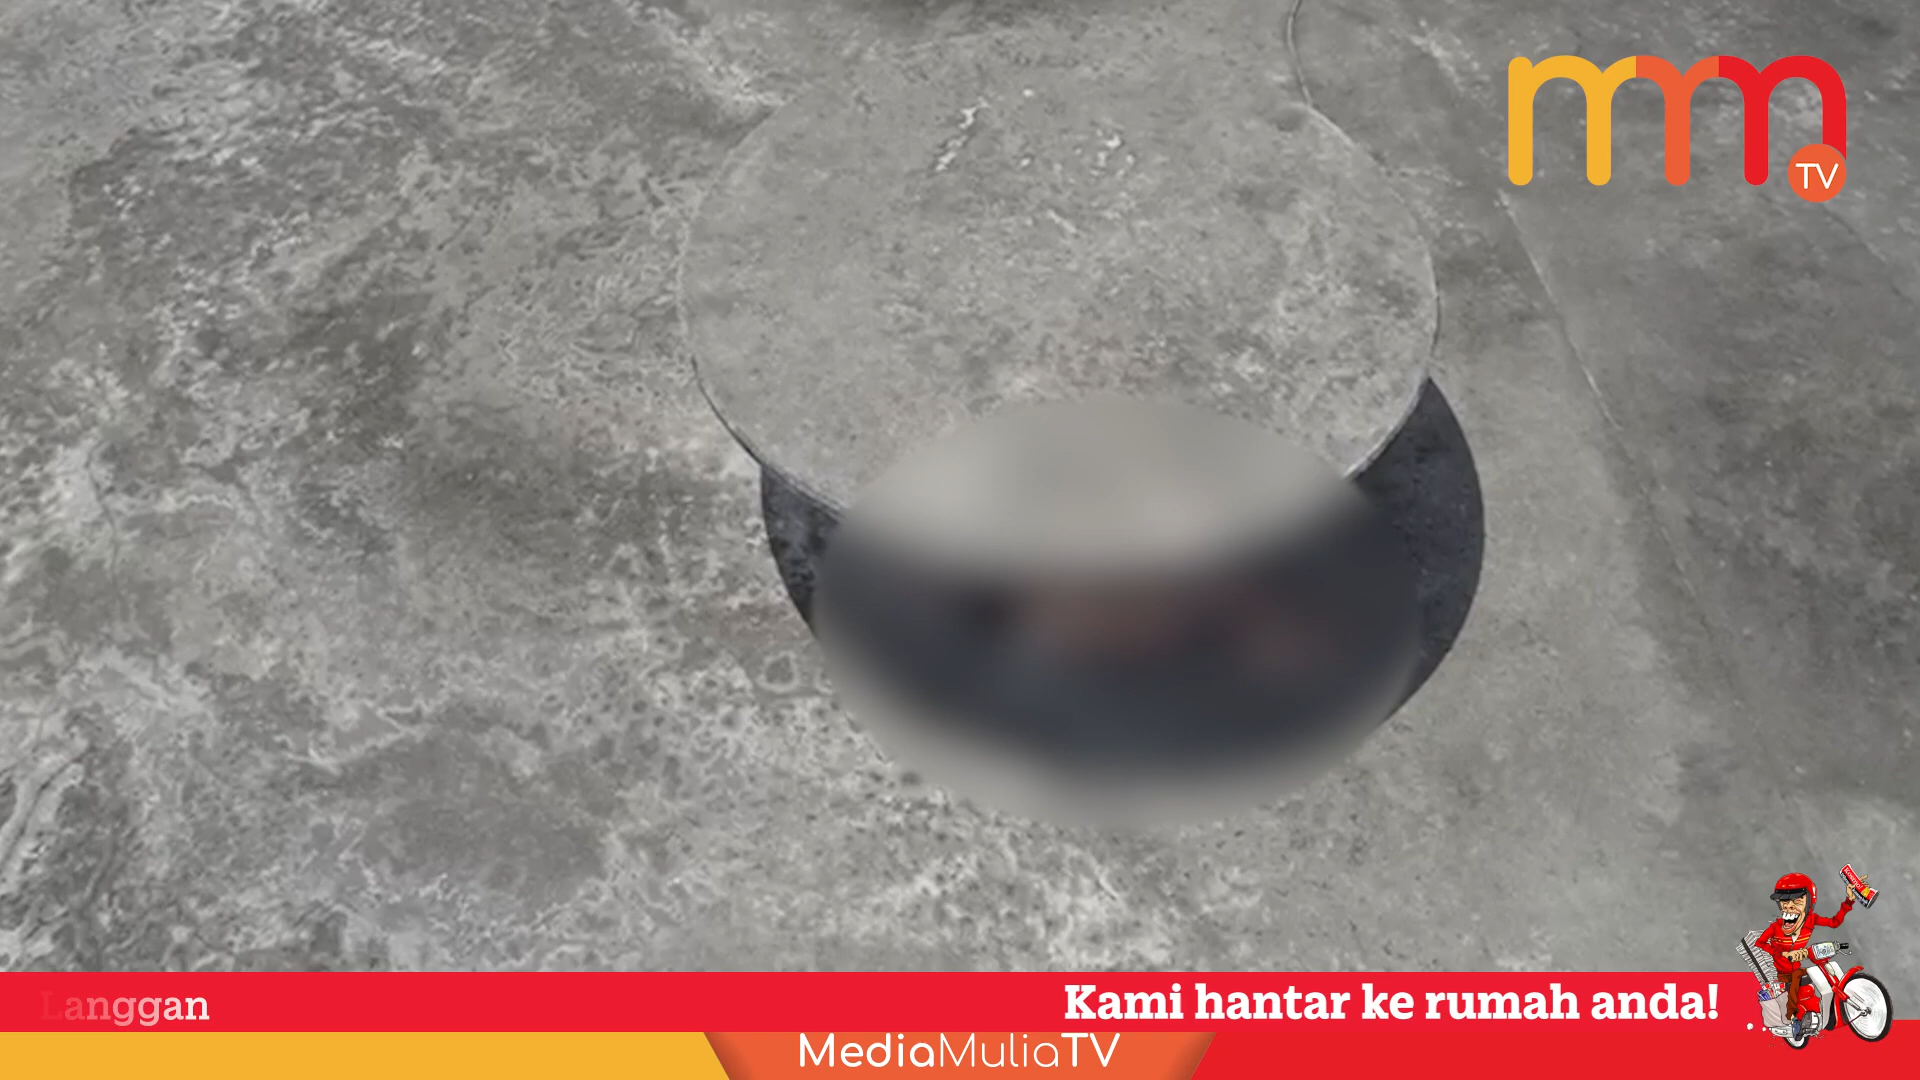 mm
TV
Langgan
Kami hantar ke rumah anda!
MediaMuliaTV